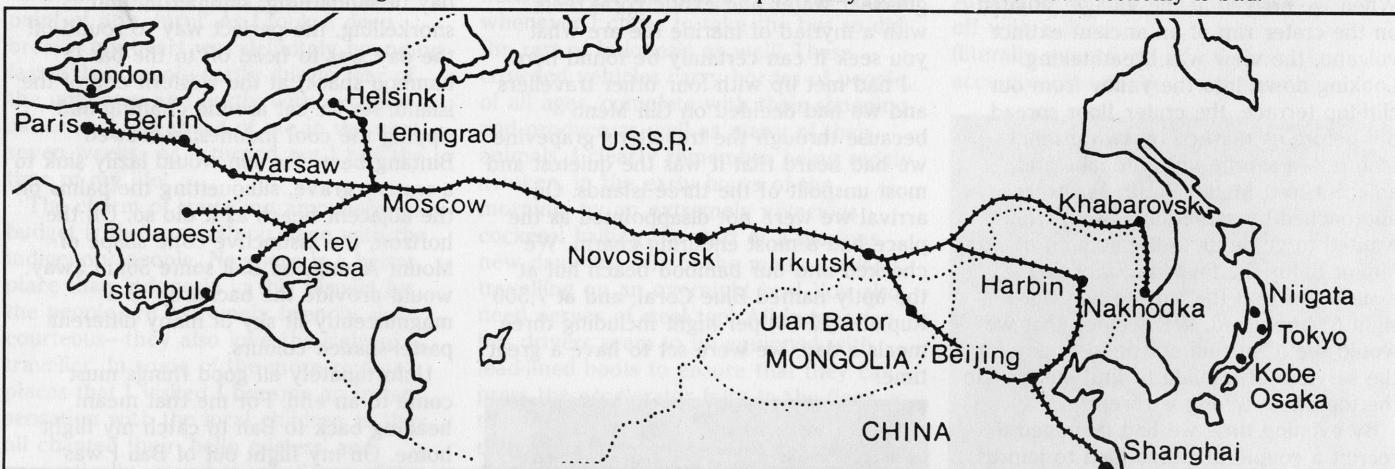 London
Paris
Berlin
Helsinki
Leningrad
Warsaw
Moscow
Budapest
Kiev
Odessa
Istanbul
U.S.S.R.
Novosibirsk
Irkutsk
Ulan Bator
MONGOLIA
Khabarovsk
Harbin
Nakhodka
Beijing
CHINA
Shanghai
Niigata
Tokyo
Kobe
Osaka